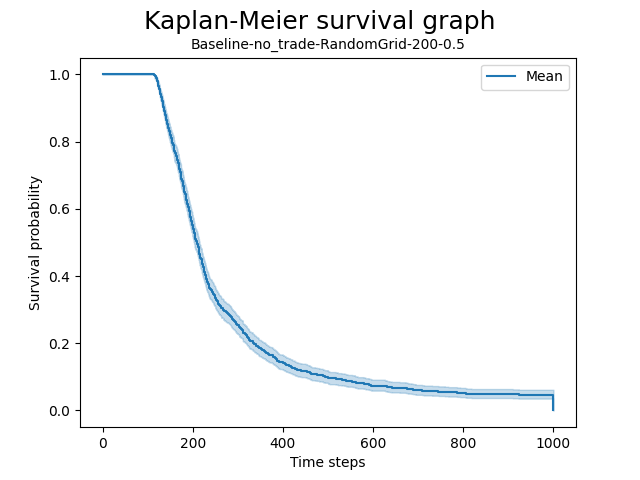 Kaplan-Meier survival graph
Baseline-no_trade-RandomGrid-200-0.5
Mean
Survival probability
1.0
0.8
0.6
0.4
0.2
0.0
0 200 400 600 800 1000
Time steps